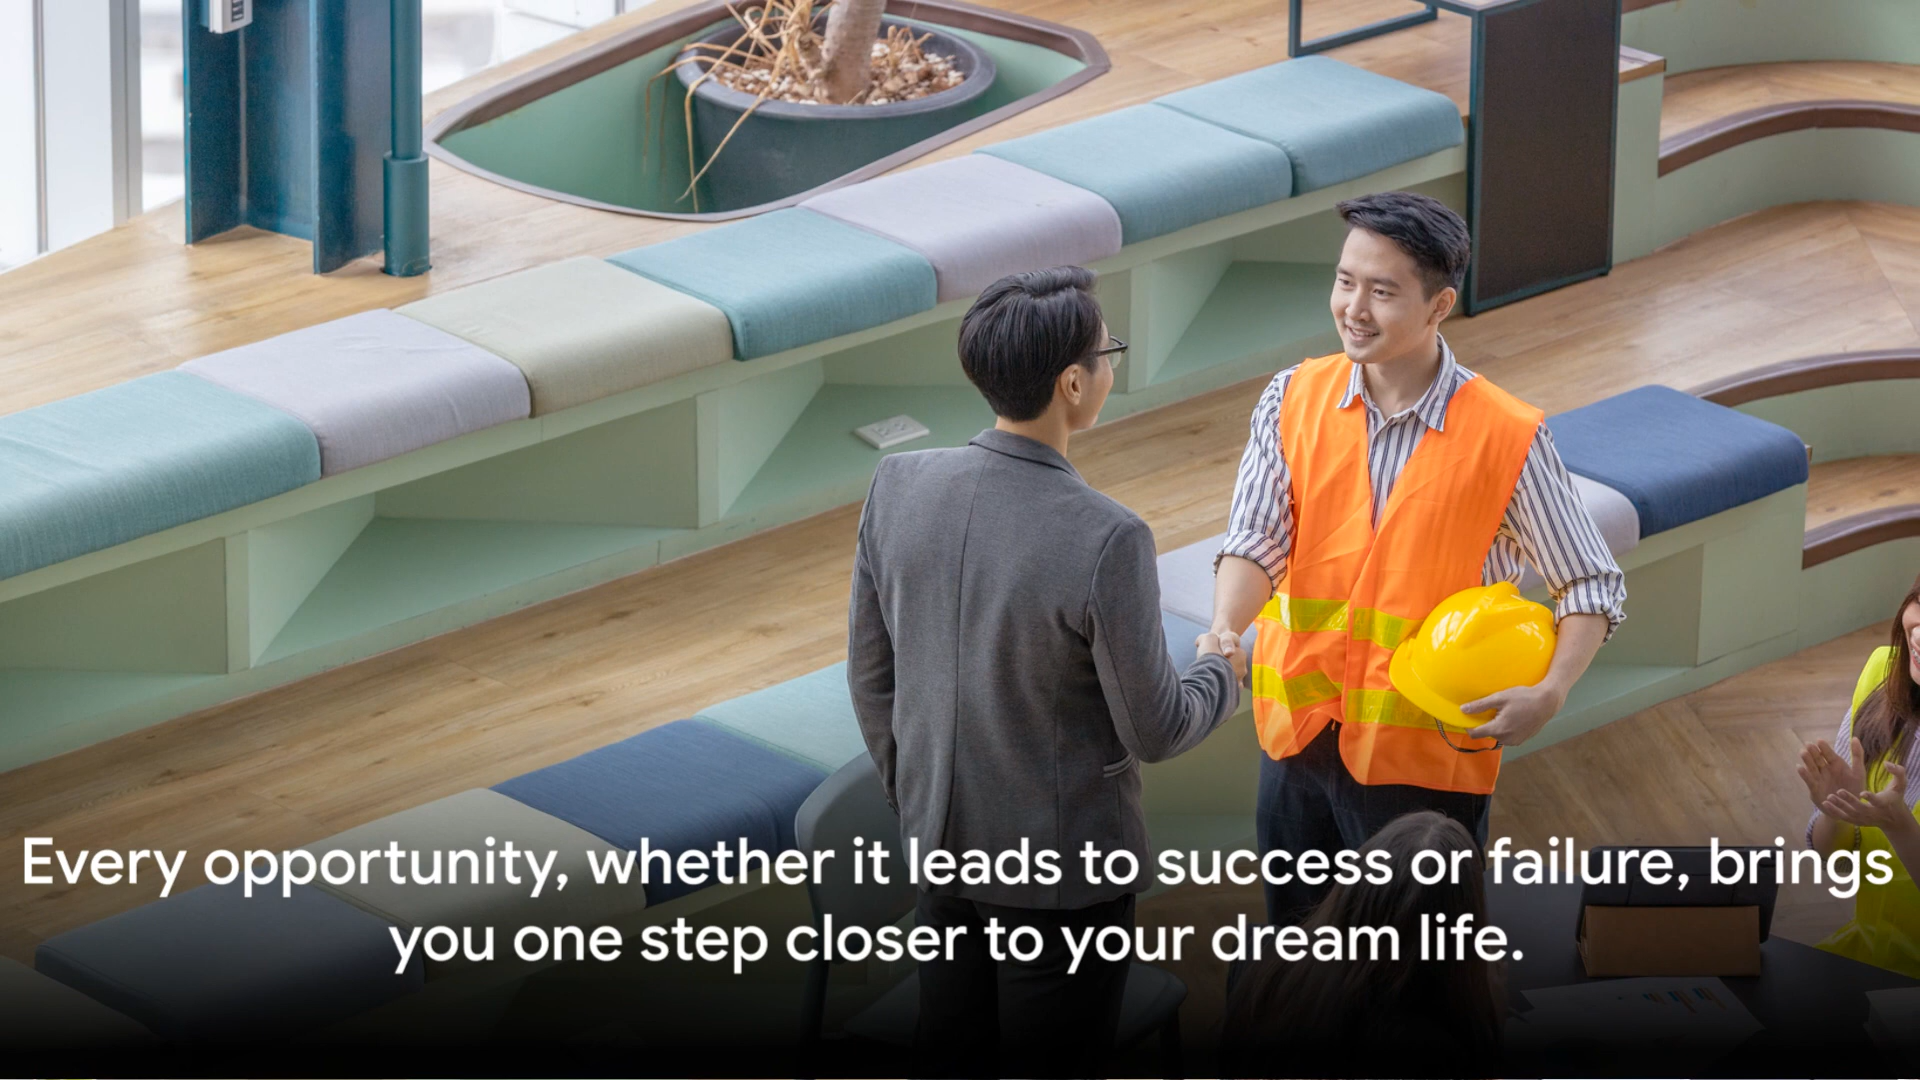 Every opportunity, whether it leads to success or failure, brings
you one step closer to your dream life.